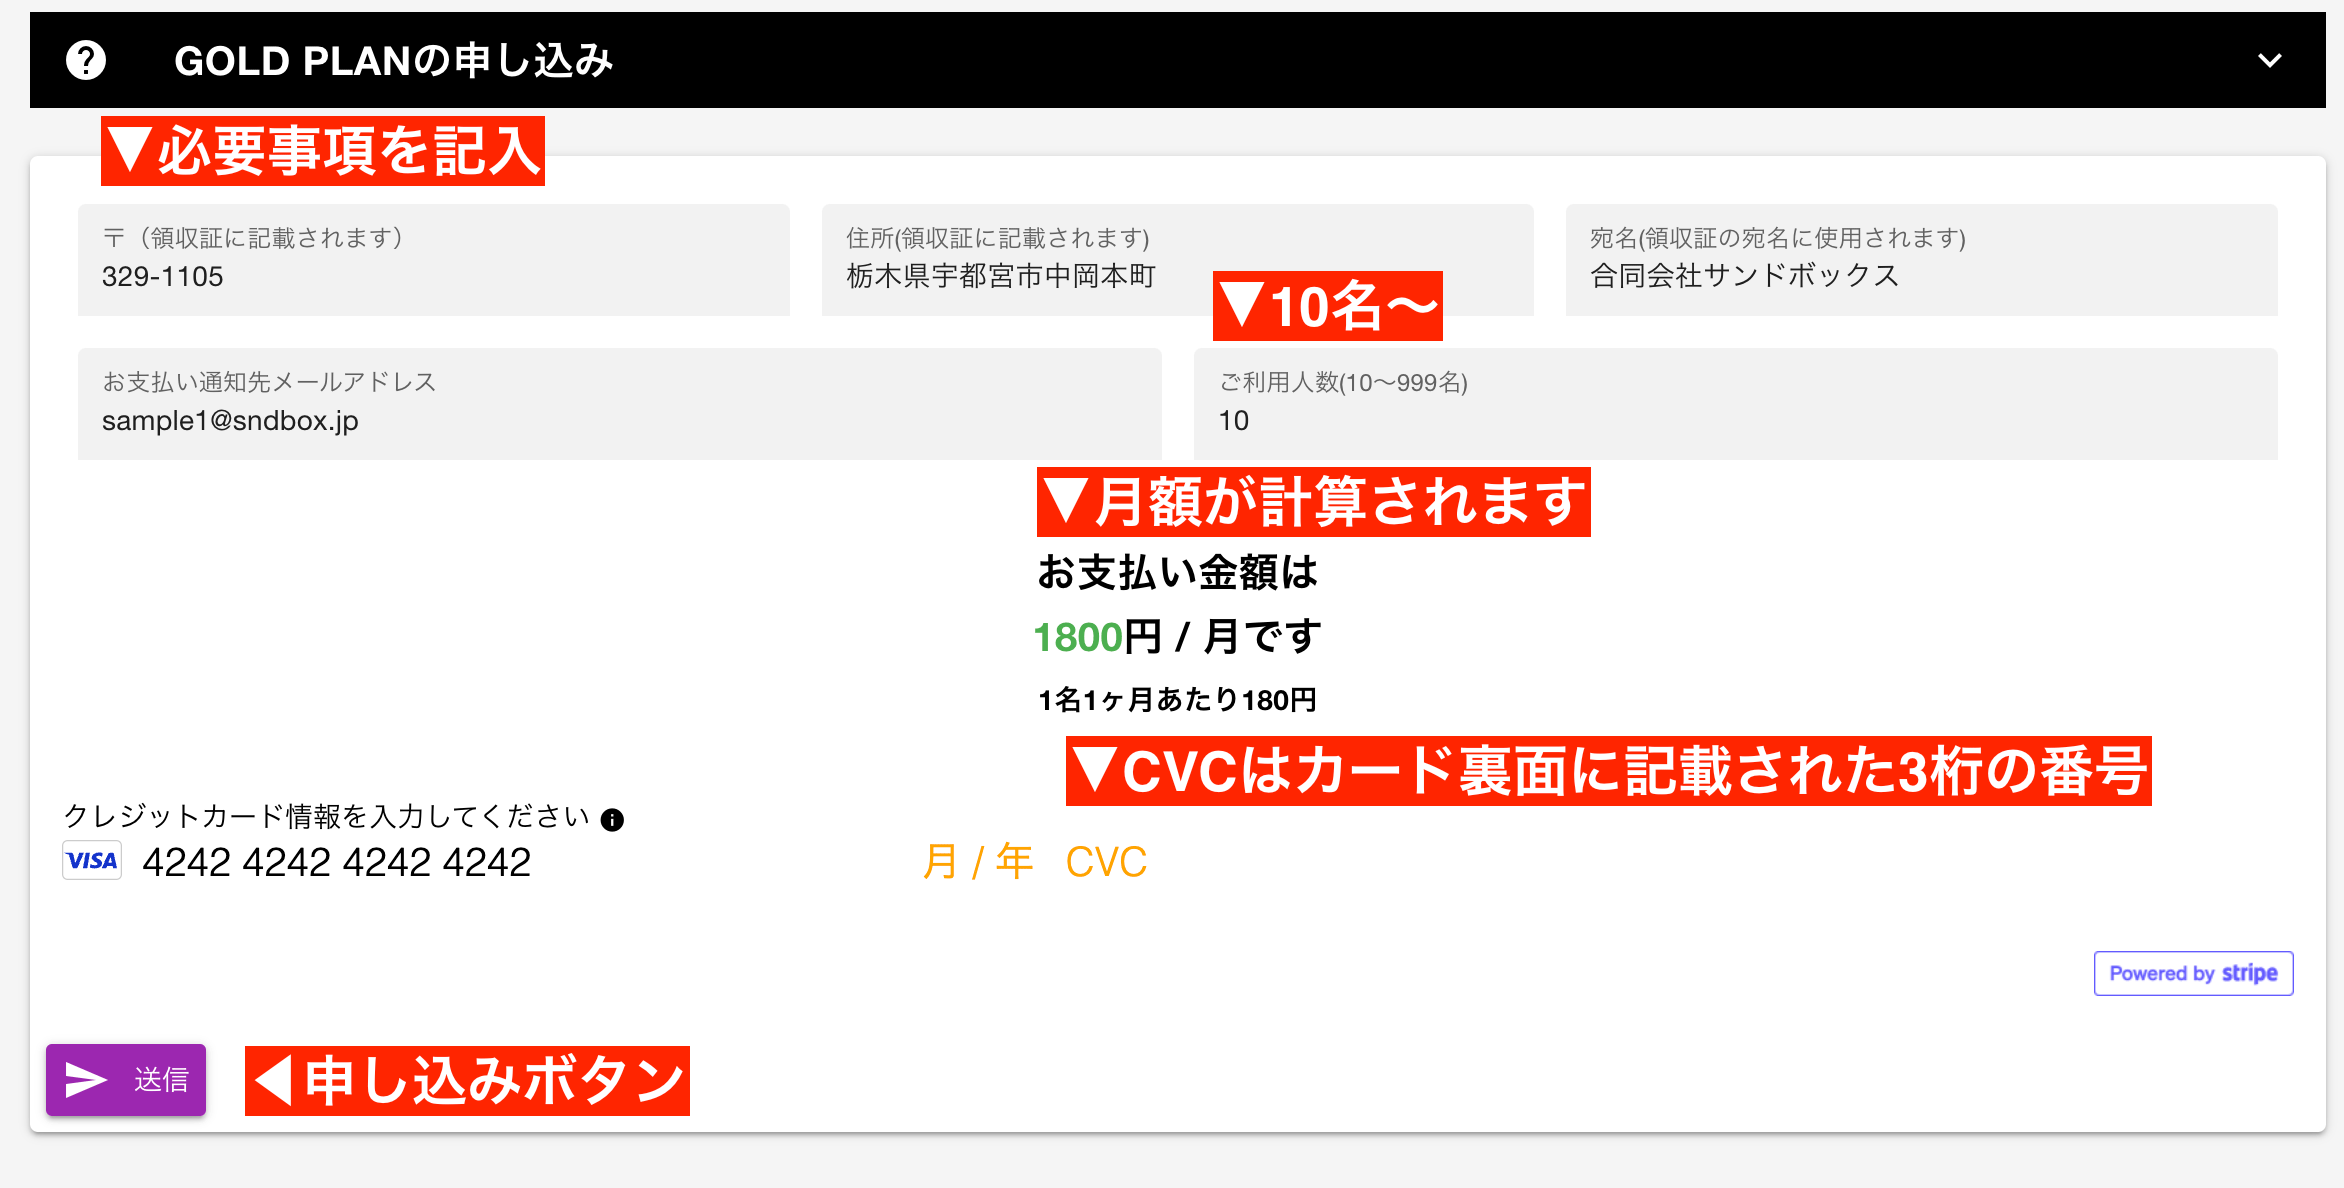 GOLD PLANの申し込み
▼必要事項を記入
〒（領収証に記載されます）
329-1105
住所(領収証に記載されます)
栃木県宇都宮市中岡本町
宛名(領収証の宛名に使用されます)
合同会社サンドボックス
▼10名〜
お支払い通知先メールアドレス
sample1@sndbox.jp
ご利用人数(10〜999名)
10
▼月額が計算されます
お支払い金額は
1800円 / 月です
1名1ヶ月あたり180円
▼CVCはカード裏面に記載された3桁の番号
クレジットカード情報を入力してください
VISA 4242 4242 4242 4242 月 / 年 CVC
Powered by stripe
送信
◀申し込みボタン